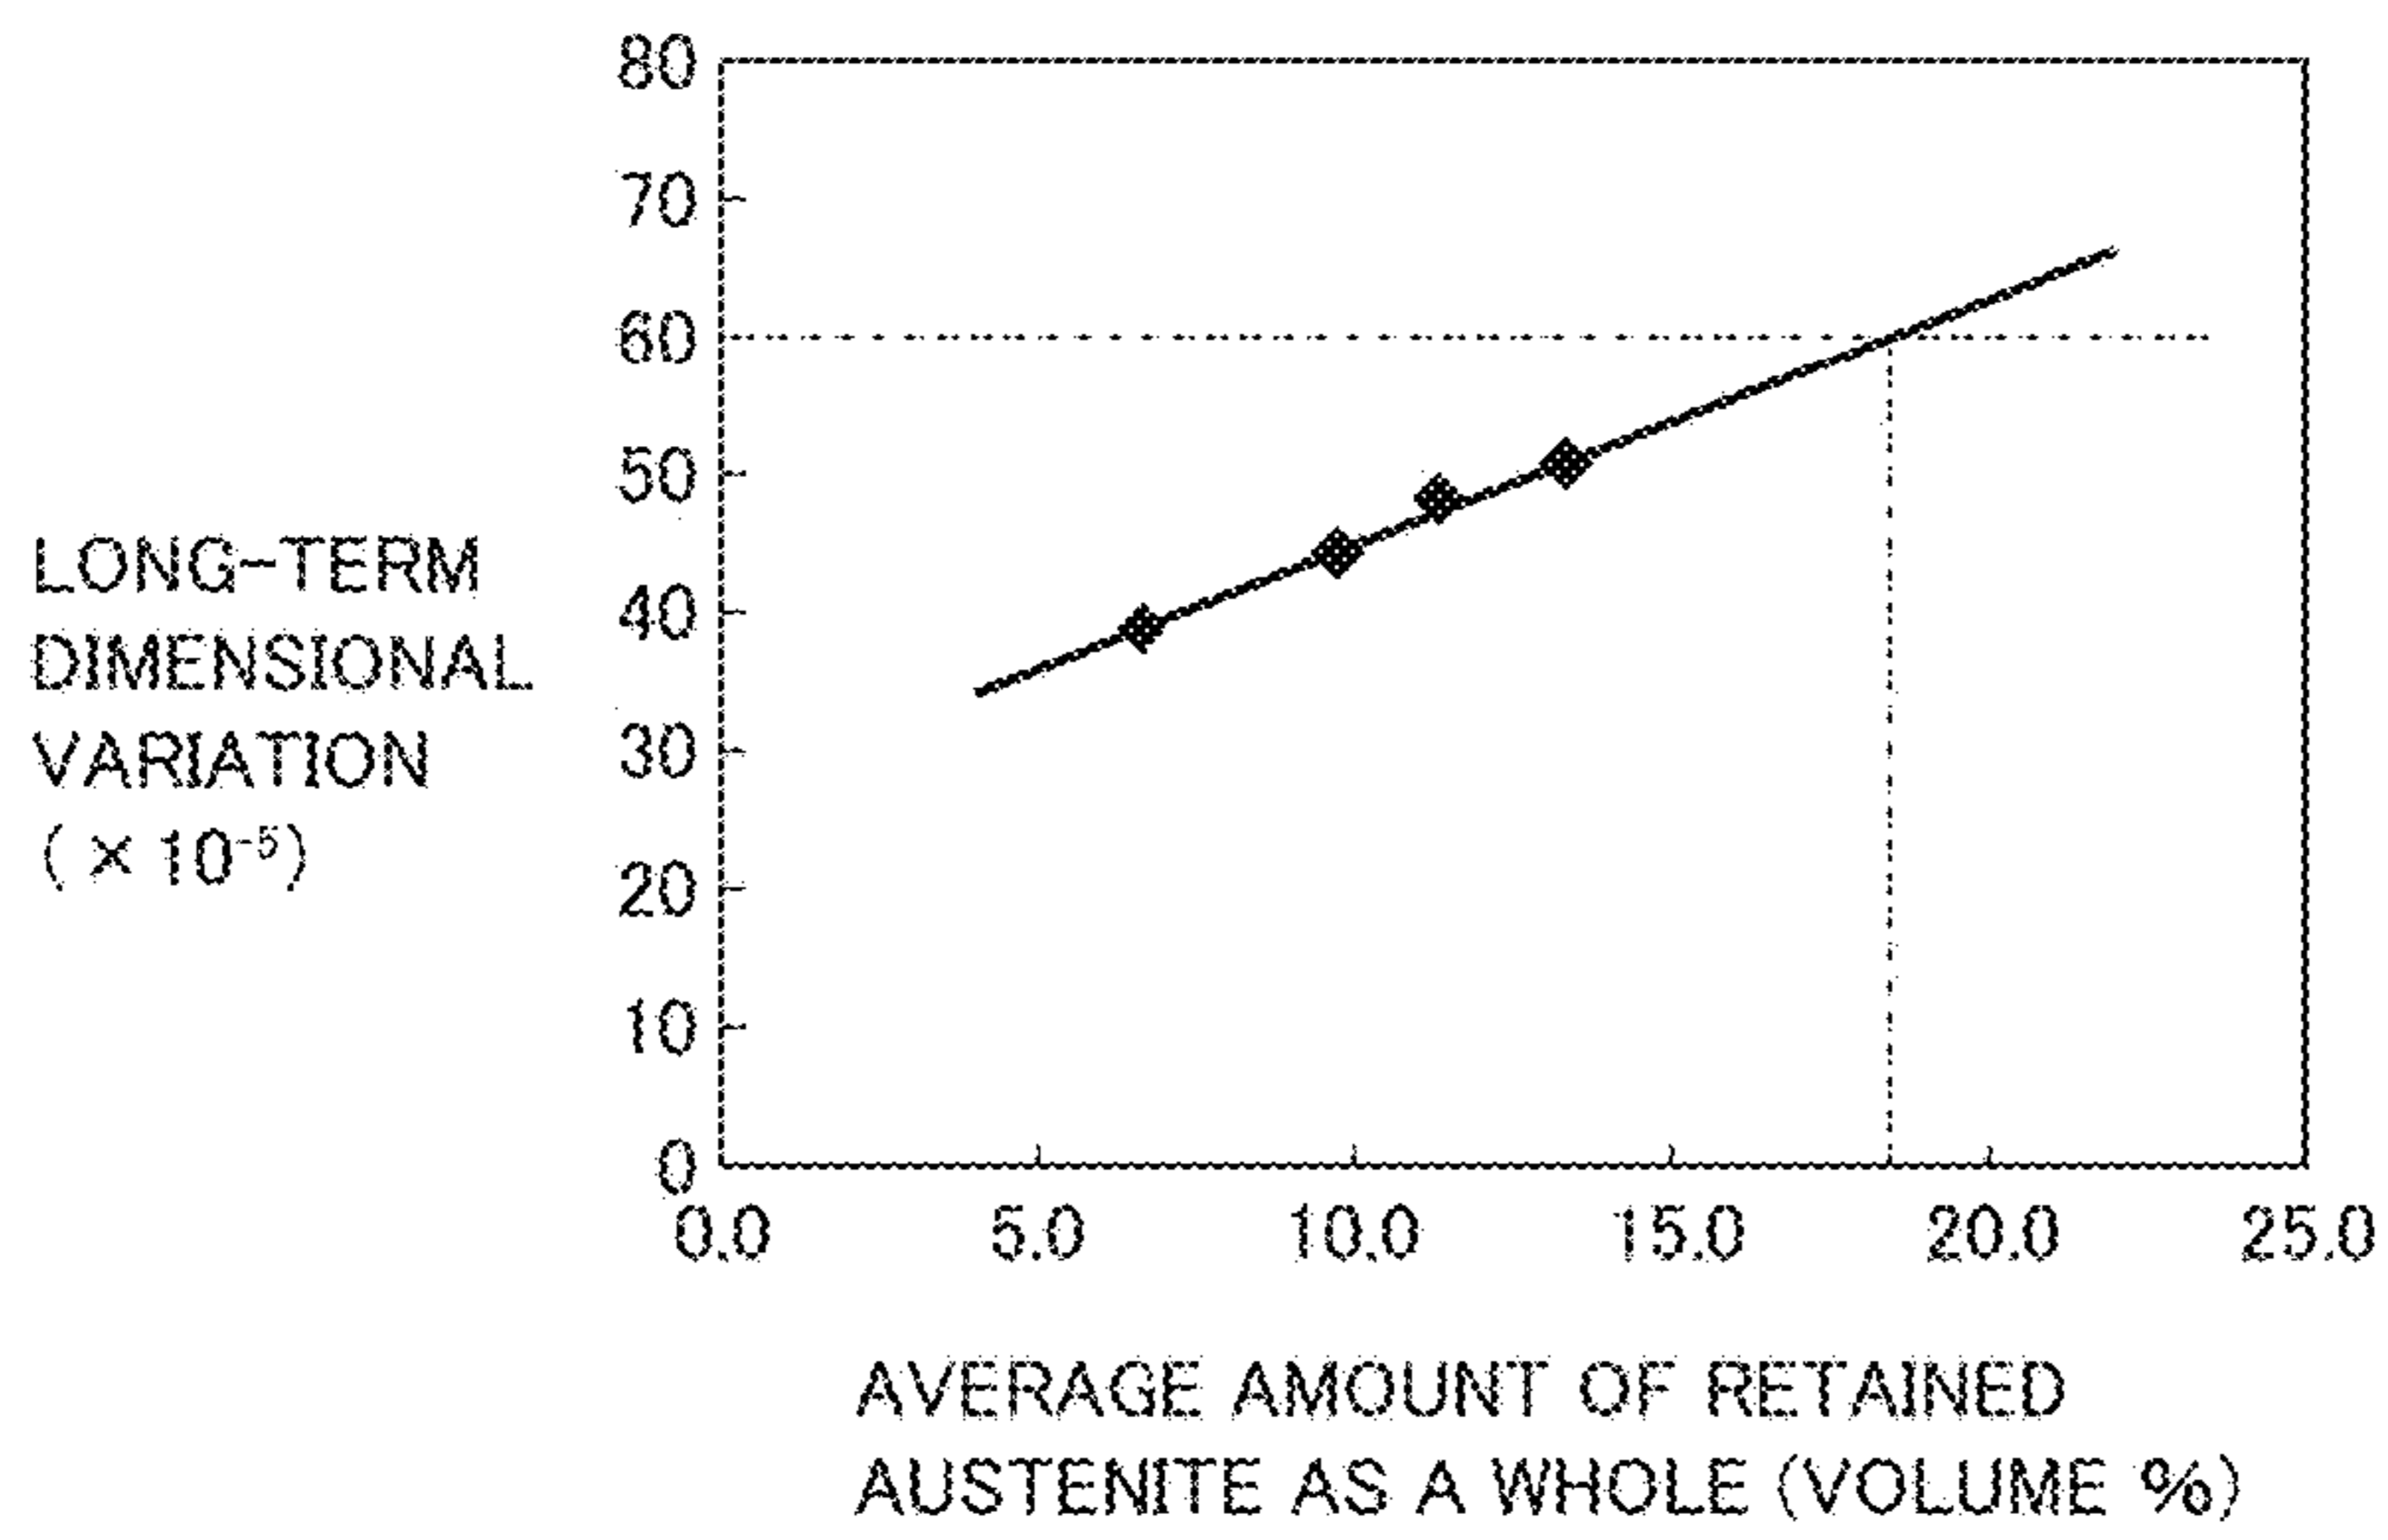 80
70
60
50
40
30
20
10
0
LONG-TERM
DIMENSIONAL
VARIATION
(×10⁻⁵)
0.0 5.0 10.0 15.0 20.0 25.0
AVERAGE AMOUNT OF RETAINED
AUSTENITE AS A WHOLE (VOLUME %)